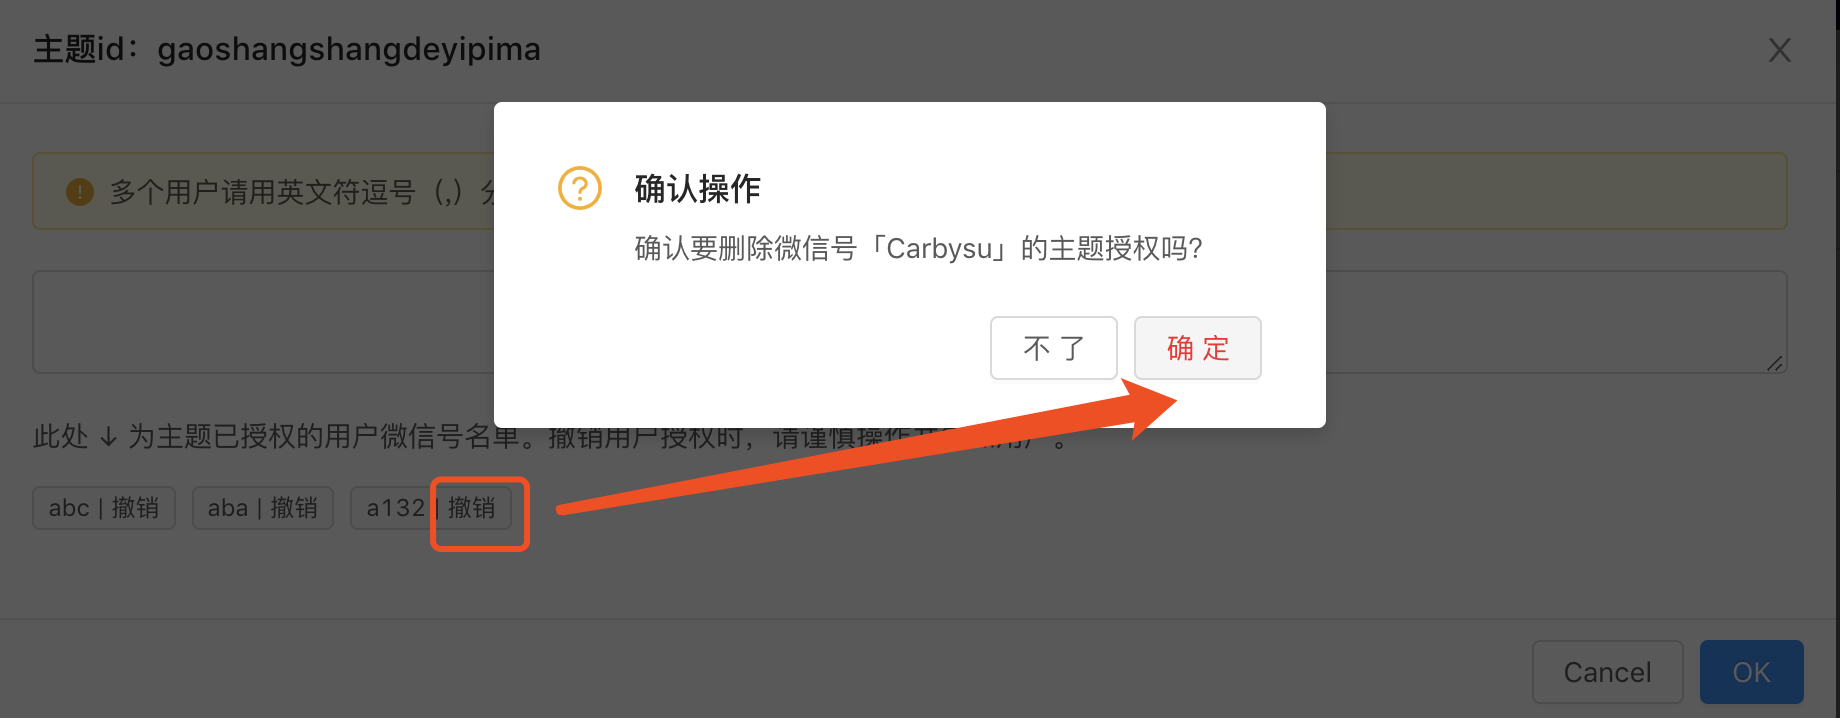 主题id：gaoshangshangdeyipima
多个用户请用英文符逗号（,）
确认操作
确认要删除微信号「Carbysu」的主题授权吗?
不了
确定
此处 ↓ 为主题已授权的用户微信号名单。撤销用户授权时，请谨慎操作
abc | 撤销
aba | 撤销
a132 | 撤销
Cancel
OK